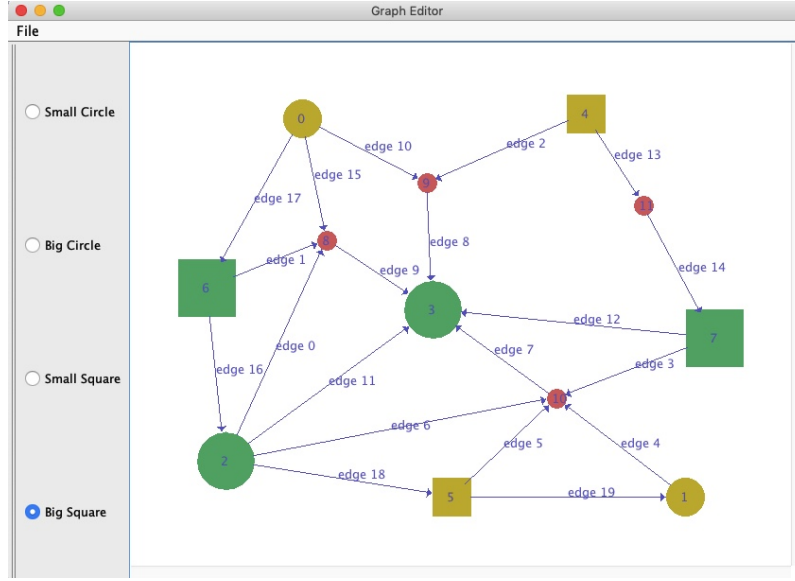 Graph Editor
File
Small Circle
Big Circle
Small Square
Big Square
0
4
edge 10
edge 2
edge 13
edge 15
9
edge 17
11
8
edge 8
edge 1
edge 9
edge 14
6
3
edge 12
7
edge 0
edge 7
edge 16
edge 3
edge 11
10
edge 6
edge 5
edge 4
2
edge 18
5
edge 19
1